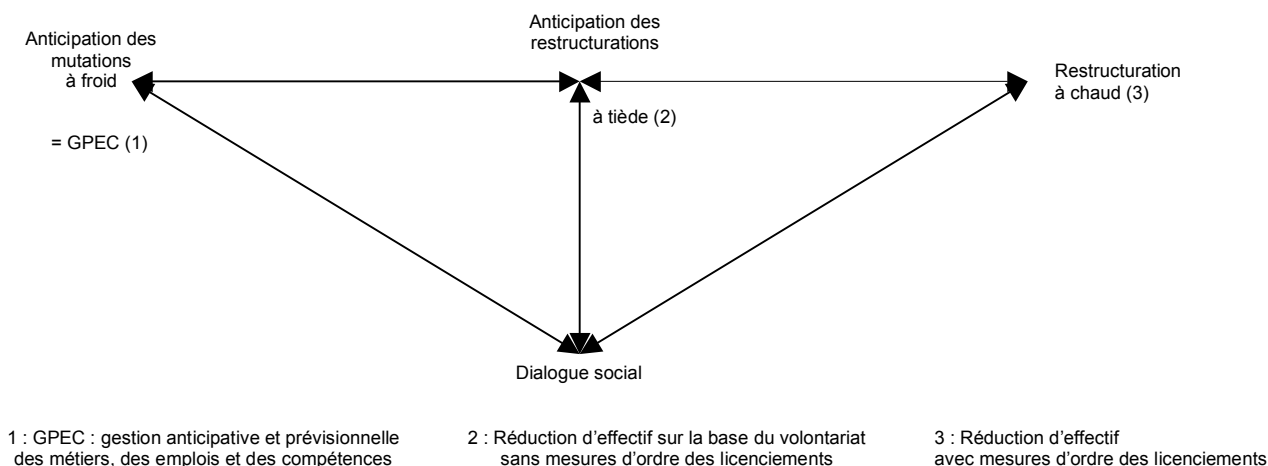 Anticipation des
mutations
à froid
= GPEC (1)
Anticipation des
restructurations
à tiède (2)
Restructuration
à chaud (3)
Dialogue social
1 : GPEC : gestion anticipative et prévisionnelle
des métiers, des emplois et des compétences
2 : Réduction d’effectif sur la base du volontariat
sans mesures d’ordre des licenciements
3 : Réduction d’effectif
avec mesures d’ordre des licenciements